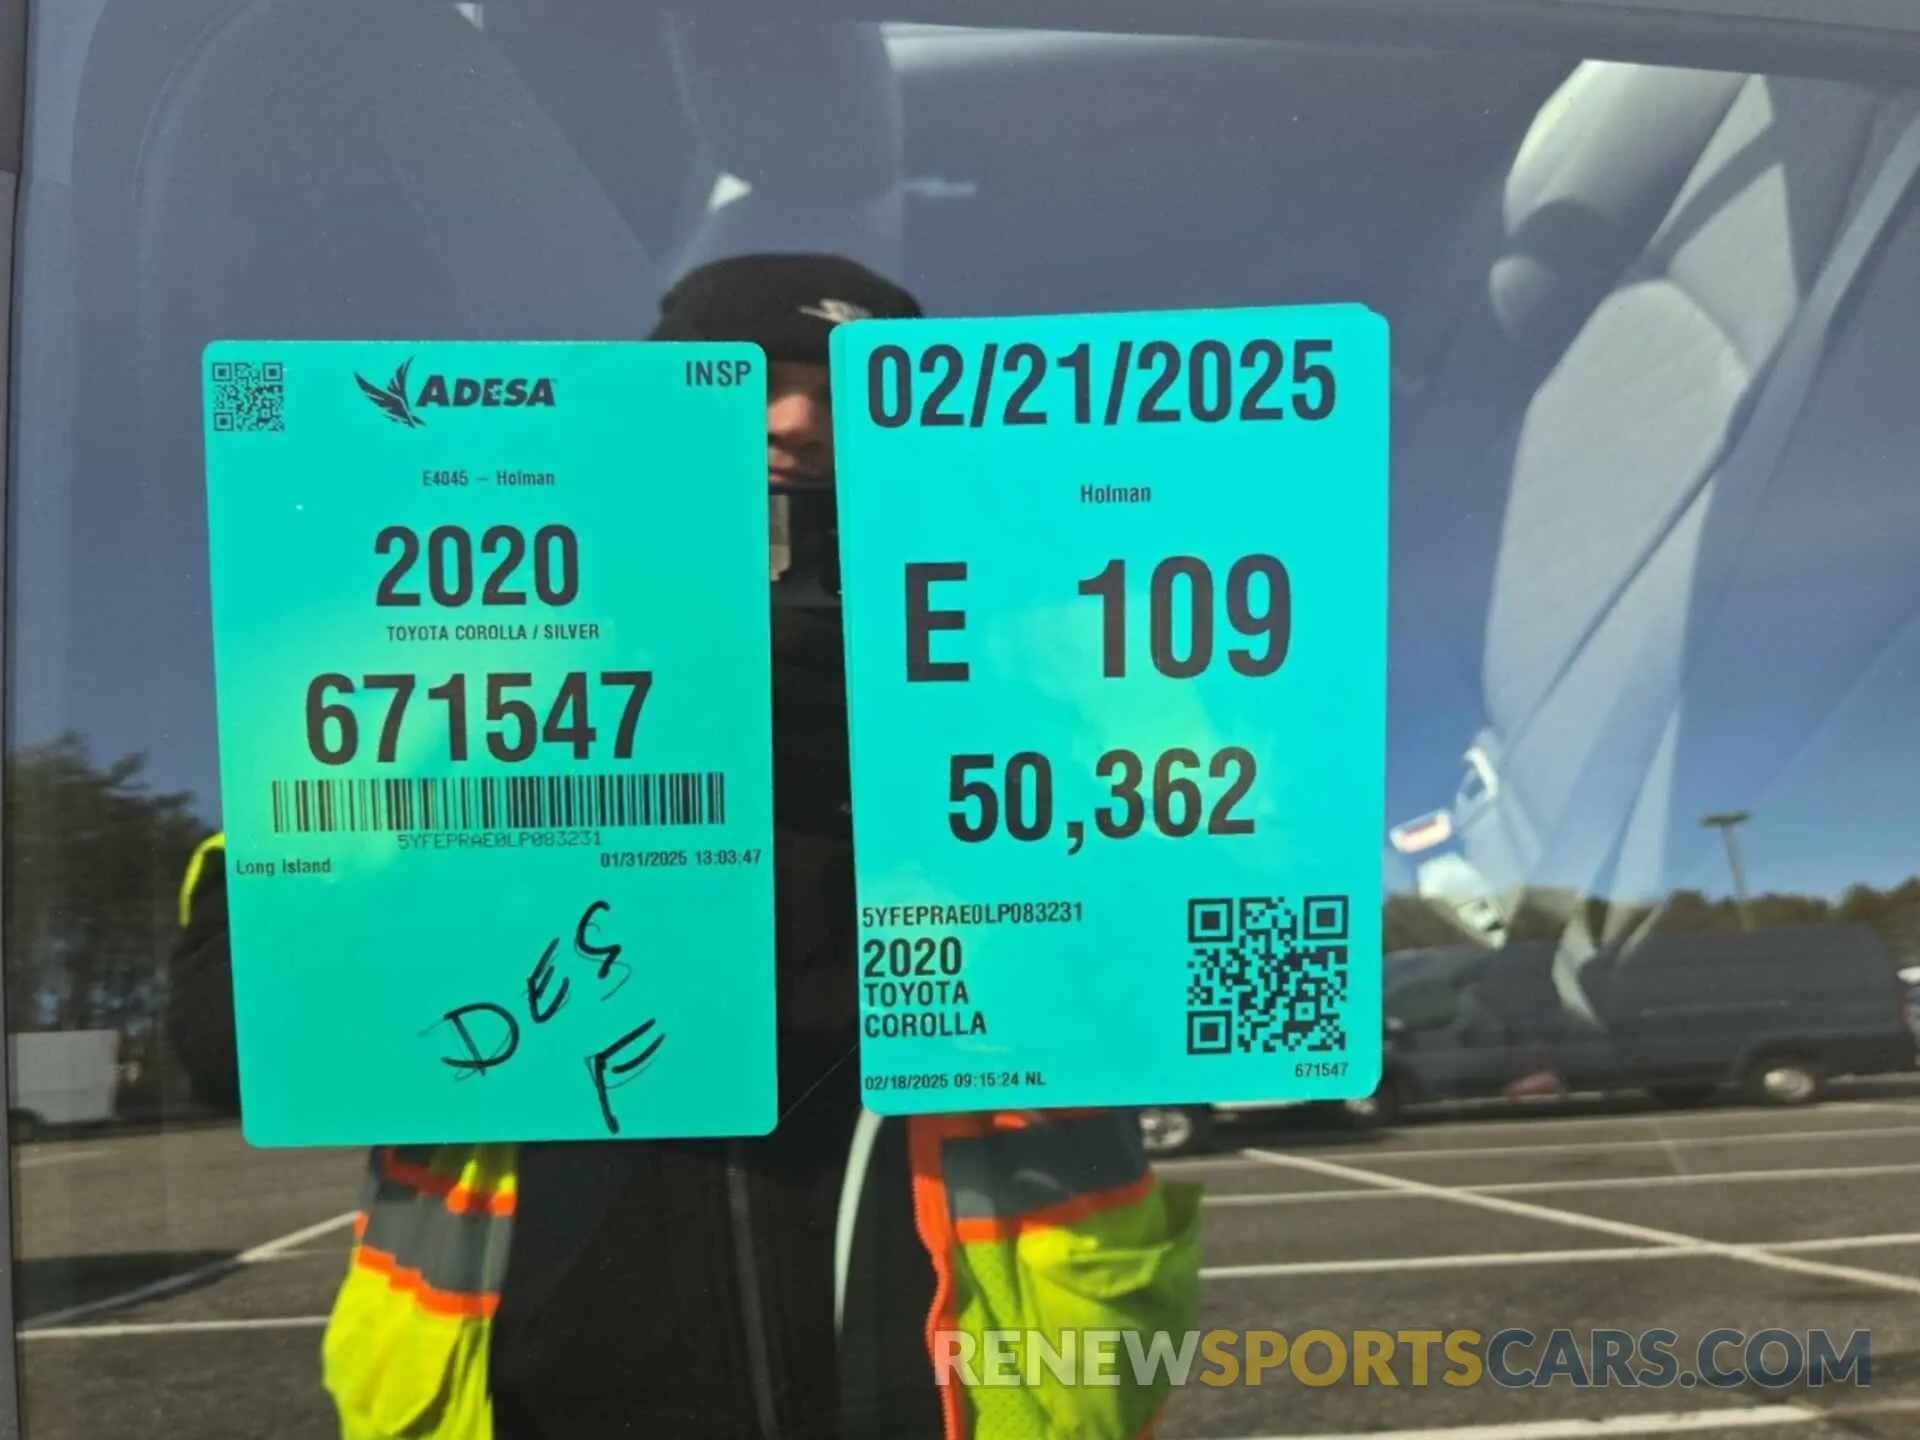 ADESA
INSP
E4045 – Holman
2020
TOYOTA COROLLA / SILVER
671547
5YFEPRAE0LP083231
Long Island
01/31/2025 13:03:47
DES
F
02/21/2025
Holman
E 109
50,362
5YFEPRAE0LP083231
2020
TOYOTA
COROLLA
02/18/2025 09:15:24 NL
671547
RENEWSPORTSCARS.COM